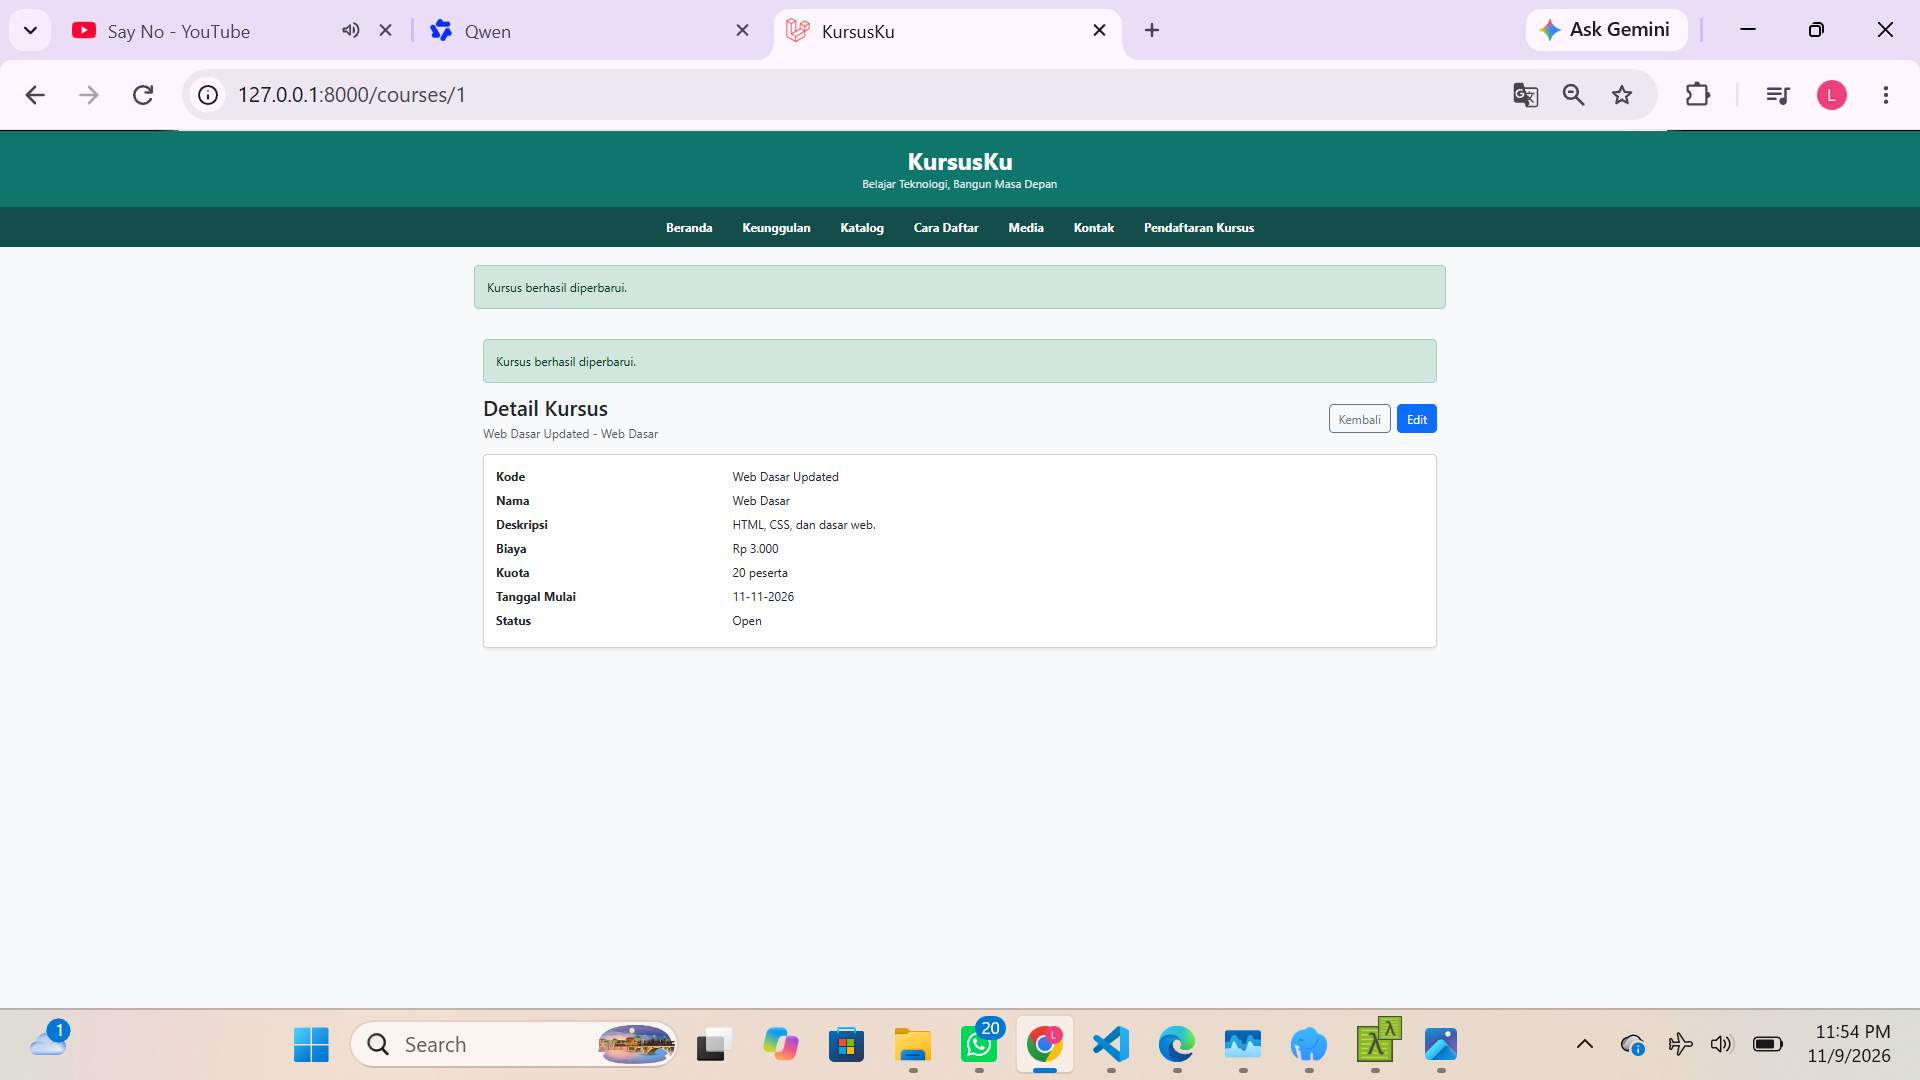 Say No - YouTube
Qwen
KursusKu
Ask Gemini
127.0.0.1:8000/courses/1
L
KursusKu
Belajar Teknologi, Bangun Masa Depan
Beranda Keunggulan Katalog Cara Daftar Media Kontak Pendaftaran Kursus
Kursus berhasil diperbarui.
Kursus berhasil diperbarui.
Detail Kursus
Web Dasar Updated - Web Dasar
Kembali Edit
Kode Web Dasar Updated
Nama Web Dasar
Deskripsi HTML, CSS, dan dasar web.
Biaya Rp 3.000
Kuota 20 peserta
Tanggal Mulai 11-11-2026
Status Open
1
Search
20
L
11:54 PM
11/9/2026